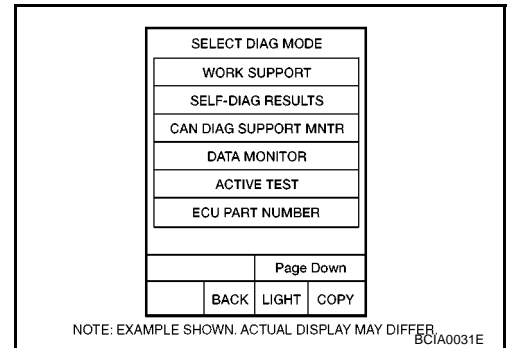 SELECT DIAG MODE
WORK SUPPORT
SELF-DIAG RESULTS
CAN DIAG SUPPORT MNTR
DATA MONITOR
ACTIVE TEST
ECU PART NUMBER
Page Down
BACK LIGHT COPY
NOTE: EXAMPLE SHOWN. ACTUAL DISPLAY MAY DIFFER.
BCIA0031E